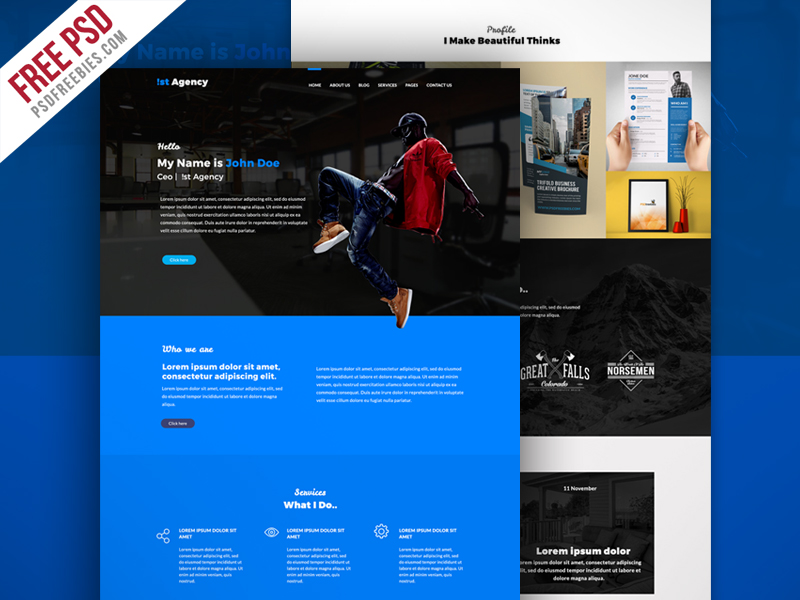 FREE PSD
PSDFREEBIES.COM
My Name is John
Profile
I Make Beautiful Thinks
!st Agency
HOME ABOUT US BLOG SERVICES PAGES CONTACT US
Hello
My Name is John Doe
Ceo | !st Agency
Lorem ipsum dolor sit amet, consectetur adipiscing elit, sed do eiusmod
tempor incididunt ut labore et dolore magna aliqua. Ut enim ad minim
veniam, quis nostrud exercitation ullamco laboris nisi ut aliquip ex ea
commodo consequat. Duis aute irure dolor in reprehenderit in voluptate
velit esse cillum dolore eu fugiat nulla pariatur.
Click here
JOHE DOE
WHO AM I
TRIFOLD BUSINESS
CREATIVE BROCHURE
Who we are
Lorem ipsum dolor sit amet,
consectetur adipiscing elit.
Lorem ipsum dolor sit amet, consectetur adipiscing elit, sed
do eiusmod tempor incididunt ut labore et dolore magna
aliqua.
Click here
Lorem ipsum dolor sit amet, consectetur adipiscing elit, sed
do eiusmod tempor incididunt ut labore et dolore magna
aliqua. Ut enim ad minim veniam, quis nostrud exercitation
ullamco laboris nisi ut aliquip ex ea commodo consequat.
Duis aute irure dolor in reprehenderit in voluptate velit esse
cillum dolore eu fugiat nulla pariatur.
o..
adipiscing elit, sed do eiusmod
dolore magna aliqua.
the
GREAT FALLS
Colorado
NORSEMEN
Services
What I Do..
LOREM IPSUM DOLOR SIT
AMET
Lorem ipsum dolor sit amet,
consectetur adipiscing elit,
sed do eiusmod tempor
incididunt ut labore et dolore
magna aliqua. Ut enim ad
minim veniam, quis
nostrud.
LOREM IPSUM DOLOR SIT
AMET
Lorem ipsum dolor sit amet,
consectetur adipiscing elit,
sed do eiusmod tempor
incididunt ut labore et dolore
magna aliqua. Ut enim ad
minim veniam, quis
nostrud.
LOREM IPSUM DOLOR SIT
AMET
Lorem ipsum dolor sit amet,
consectetur adipiscing elit,
sed do eiusmod tempor
incididunt ut labore et dolore
magna aliqua. Ut enim ad
minim veniam, quis
nostrud.
11 November
Lorem ipsum dolor
sit amet, consectetur adipiscing elit, sed
do eiusmod tempor incididunt ut labore et
dolore magna aliqua.